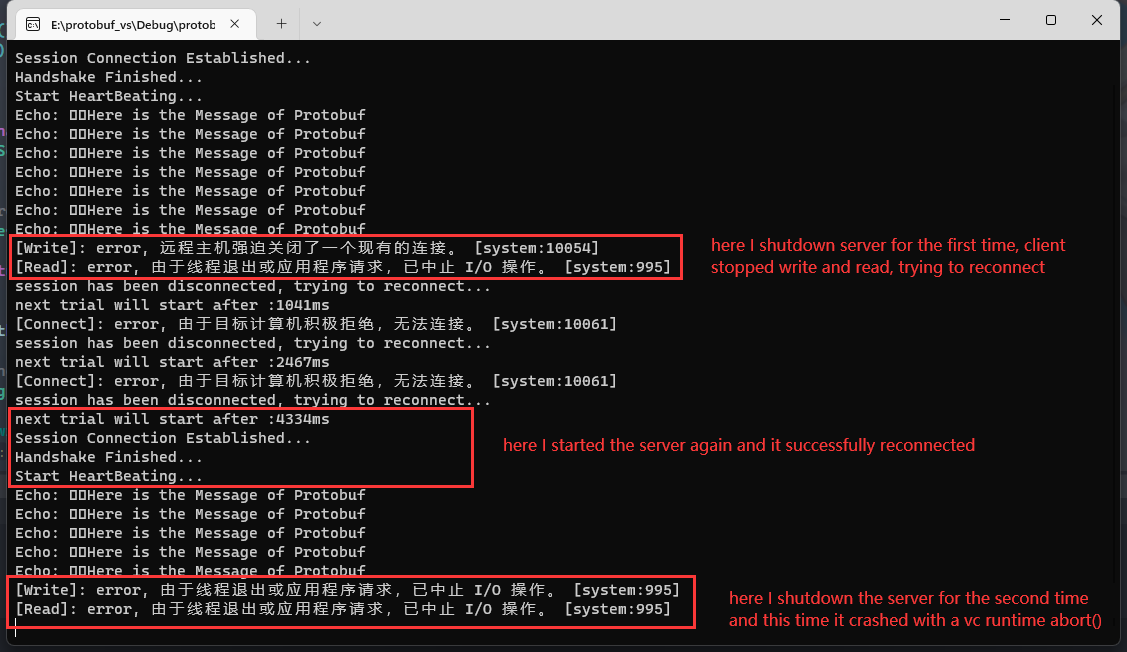 E:\protobuf_vs\Debug\protob
Session Connection Established...
Handshake Finished...
Start HeartBeating...
Echo: Here is the Message of Protobuf
Echo: Here is the Message of Protobuf
Echo: Here is the Message of Protobuf
Echo: Here is the Message of Protobuf
Echo: Here is the Message of Protobuf
Echo: Here is the Message of Protobuf
Echo: Here is the Message of Protobuf
[Write]: error, 远程主机强迫关闭了一个现有的连接。 [system:10054]
[Read]: error, 由于线程退出或应用程序请求，已中止 I/O 操作。 [system:995]
here I shutdown server for the first time, client
stopped write and read, trying to reconnect
session has been disconnected, trying to reconnect...
next trial will start after :1041ms
[Connect]: error, 由于目标计算机积极拒绝，无法连接。 [system:10061]
session has been disconnected, trying to reconnect...
next trial will start after :2467ms
[Connect]: error, 由于目标计算机积极拒绝，无法连接。 [system:10061]
session has been disconnected, trying to reconnect...
next trial will start after :4334ms
Session Connection Established...
Handshake Finished...
Start HeartBeating...
here I started the server again and it successfully reconnected
Echo: Here is the Message of Protobuf
Echo: Here is the Message of Protobuf
Echo: Here is the Message of Protobuf
Echo: Here is the Message of Protobuf
Echo: Here is the Message of Protobuf
[Write]: error, 由于线程退出或应用程序请求，已中止 I/O 操作。 [system:995]
[Read]: error, 由于线程退出或应用程序请求，已中止 I/O 操作。 [system:995]
here I shutdown the server for the second time
and this time it crashed with a vc runtime abort()